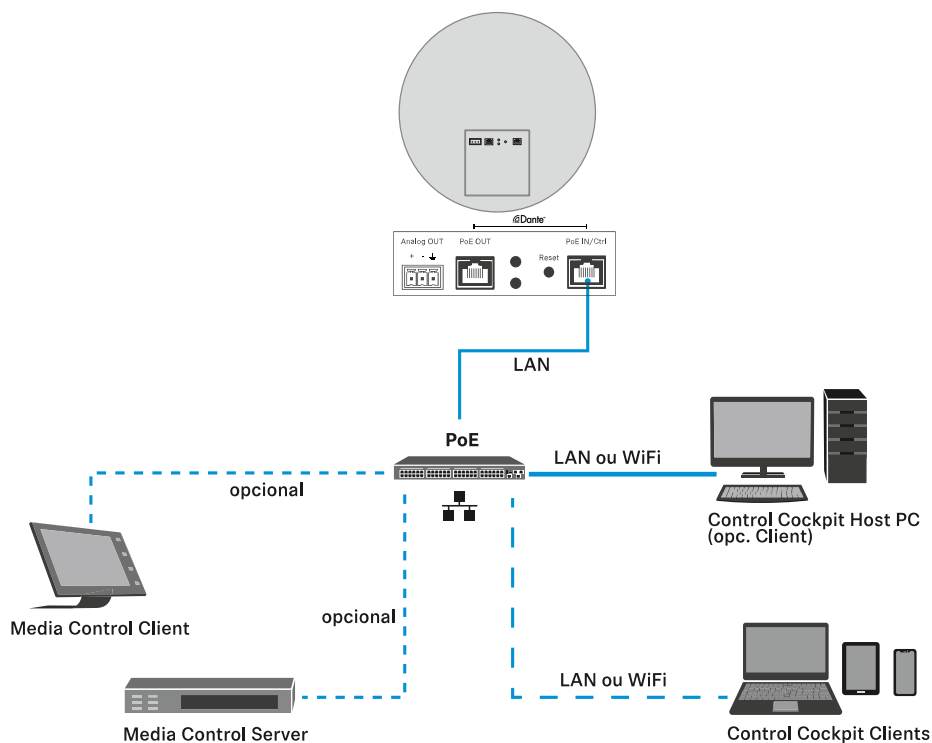 Dante
Analog OUT
PoE OUT
PoE IN/Ctrl
+ -
Reset
LAN
PoE
LAN ou WiFi
opcional
Control Cockpit Host PC
(opc. Client)
opcional
Media Control Client
LAN ou WiFi
Media Control Server
Control Cockpit Clients